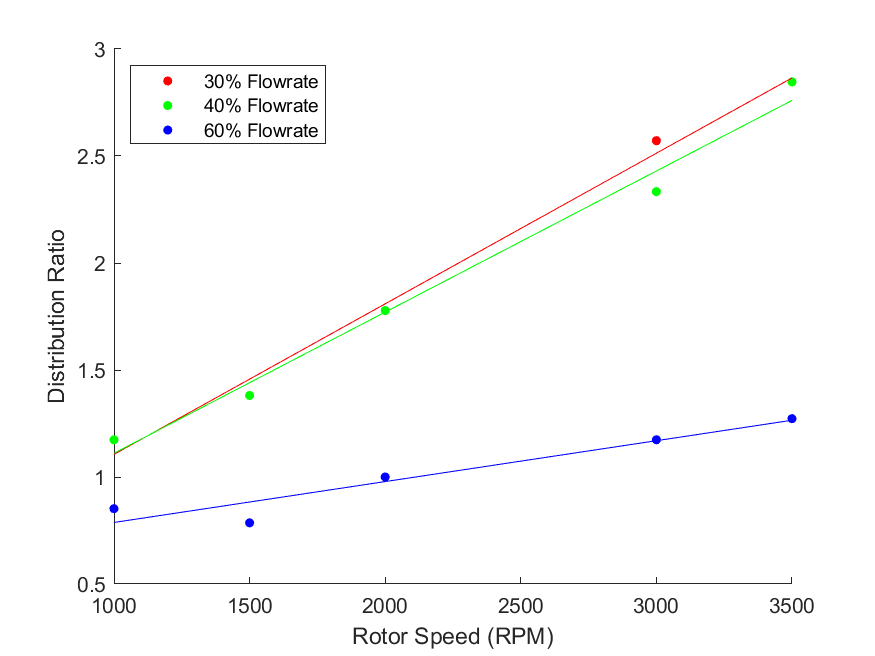 3
30% Flowrate
40% Flowrate
60% Flowrate
2.5
2
Distribution Ratio
1.5
1
0.5
1000 1500 2000 2500 3000 3500
Rotor Speed (RPM)